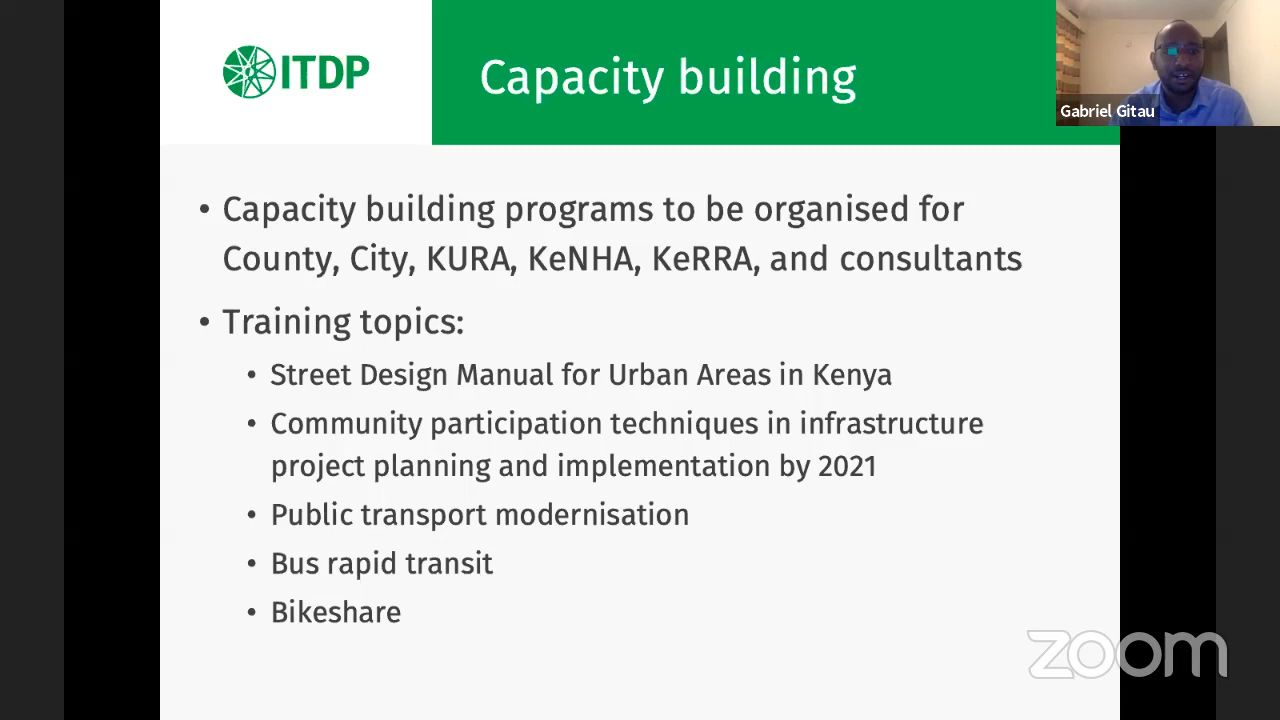 ITDP
Capacity building
Gabriel Gitau
• Capacity building programs to be organised for
County, City, KURA, KeNHA, KeRRA, and consultants
• Training topics:
• Street Design Manual for Urban Areas in Kenya
• Community participation techniques in infrastructure
project planning and implementation by 2021
• Public transport modernisation
• Bus rapid transit
• Bikeshare
zoom